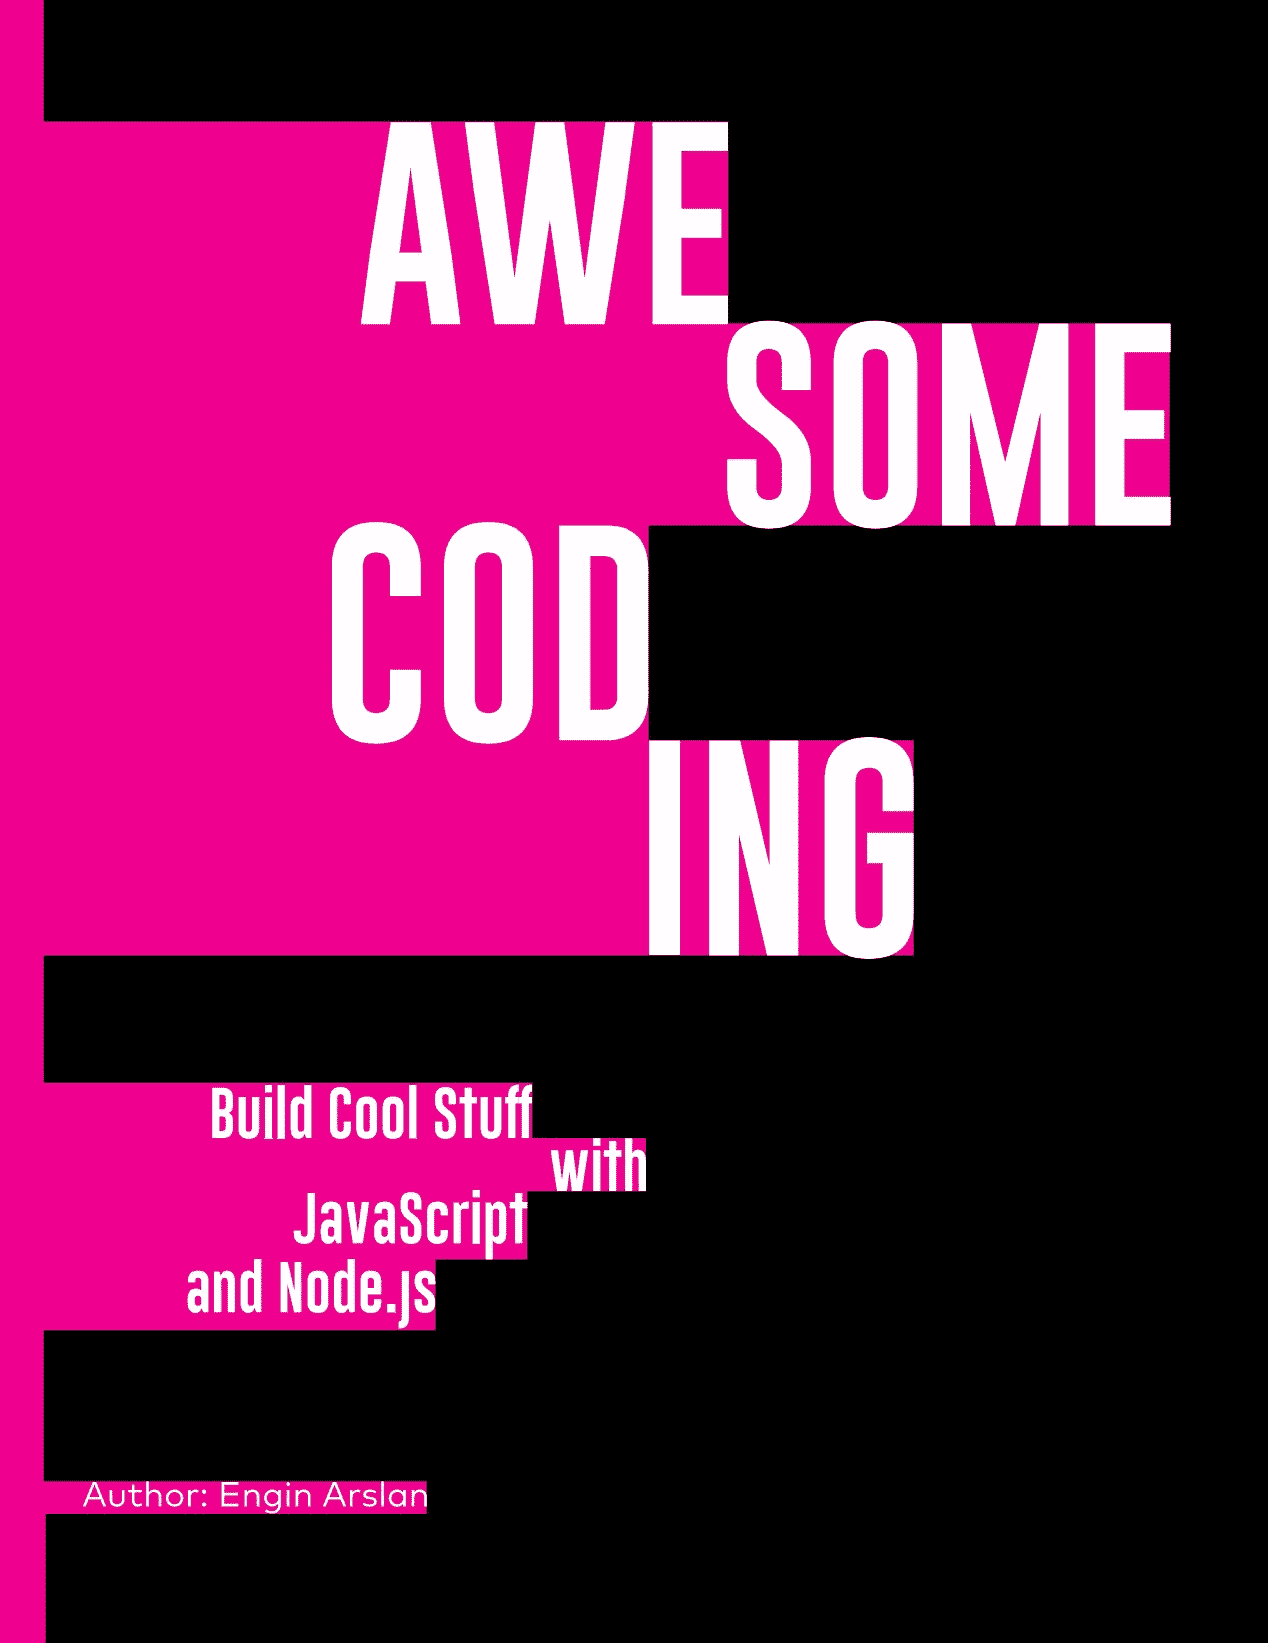 AWE
SOME
COD
ING
Build Cool Stuff
with
JavaScript
and Node.js
Author: Engin Arslan